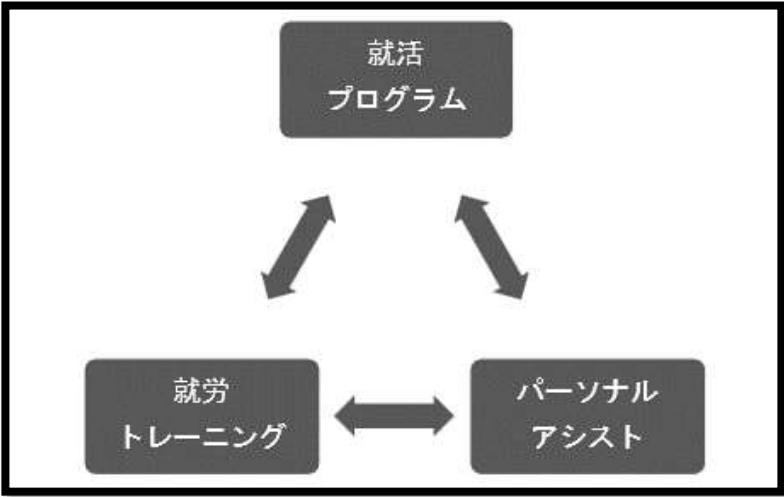 就活
プログラム
就労
トレーニング
パーソナル
アシスト